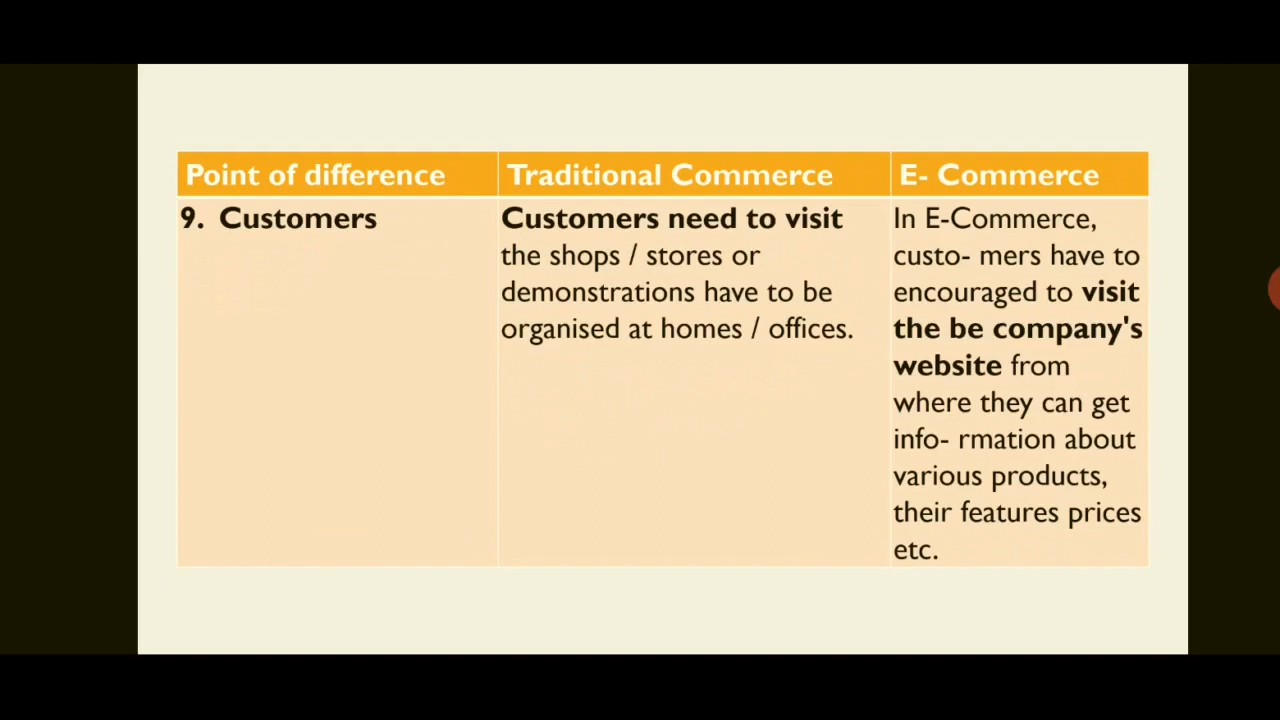 Point of difference
Traditional Commerce
E- Commerce
9. Customers
Customers need to visit
the shops / stores or
demonstrations have to be
organised at homes / offices.
In E-Commerce,
custo- mers have to
encouraged to visit
the be company's
website from
where they can get
info- rmation about
various products,
their features prices
etc.